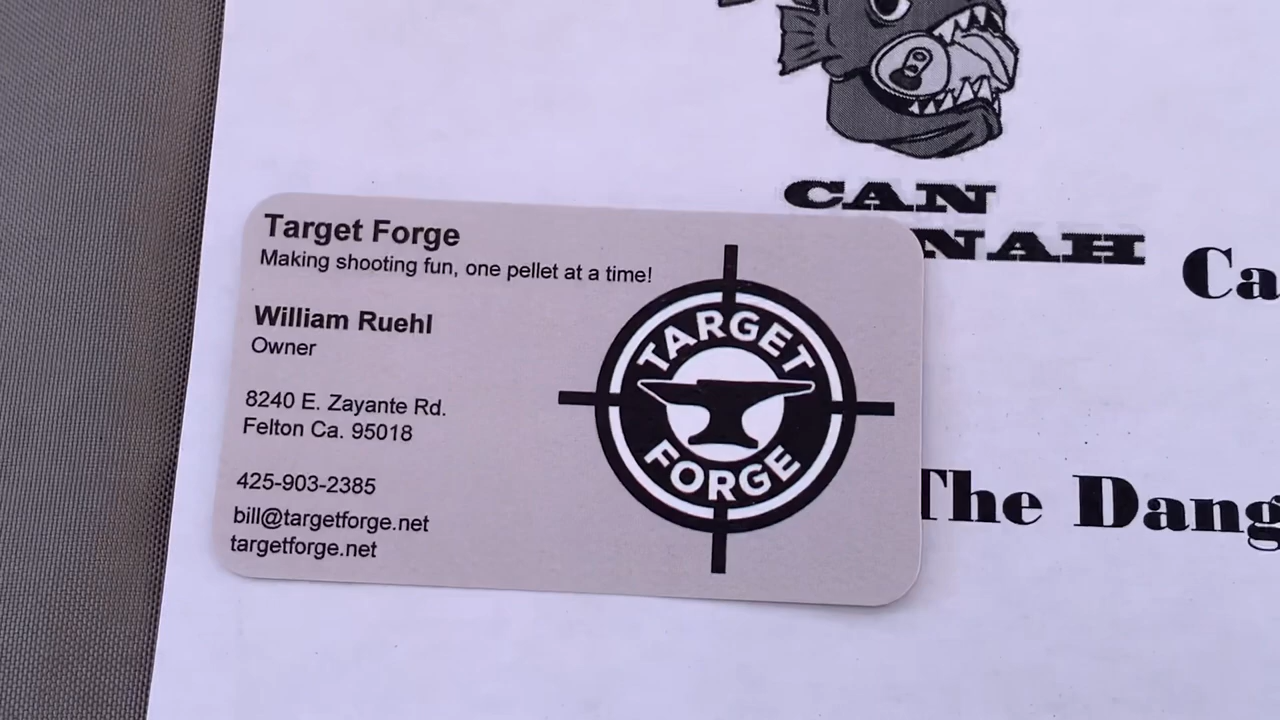 CAN
NAH
Ca
The Dang
Target Forge
Making shooting fun, one pellet at a time!
William Ruehl
Owner
8240 E. Zayante Rd.
Felton Ca. 95018
425-903-2385
bill@targetforge.net
targetforge.net
TARGET
FORGE